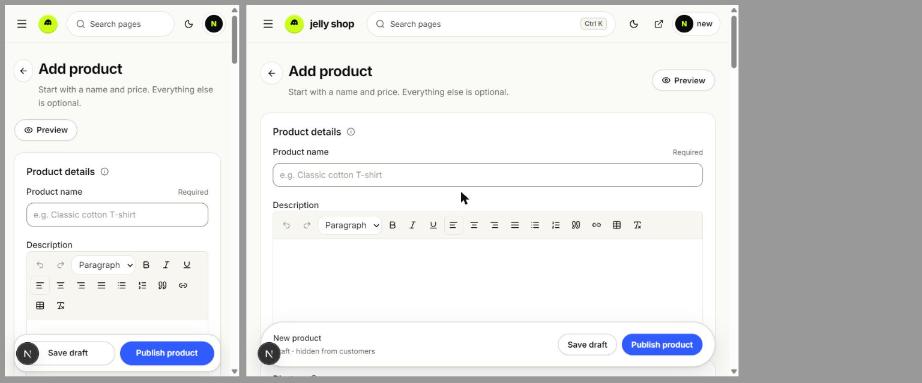 Search pages
N
Add product
Start with a name and price. Everything else
is optional.
Preview
Product details
Product name
Required
e.g. Classic cotton T-shirt
Description
Paragraph
B
I
U
N
Save draft
Publish product
jelly shop
Search pages
Ctrl K
N
new
Add product
Start with a name and price. Everything else is optional.
Preview
Product details
Product name
Required
e.g. Classic cotton T-shirt
Description
Paragraph
B
I
U
New product
N
aft · hidden from customers
Save draft
Publish product